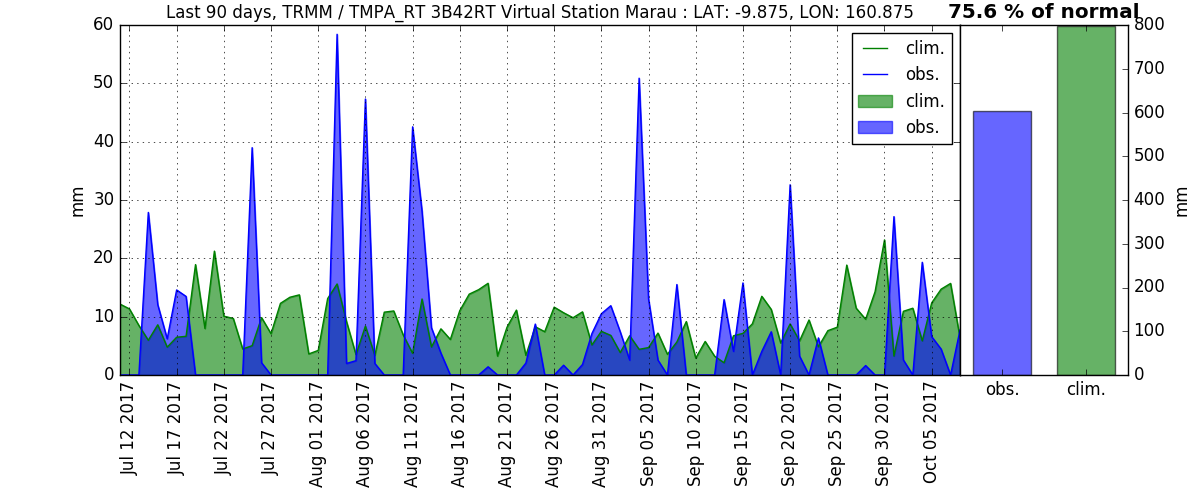 Last 90 days, TRMM / TMPA_RT 3B42RT Virtual Station Marau : LAT: -9.875, LON: 160.875
75.6 % of normal
60
50
40
30
20
10
0
mm
clim.
obs.
clim.
obs.
800
700
600
500
400
300
200
100
0
mm
obs.
clim.
Jul 12 2017
Jul 17 2017
Jul 22 2017
Jul 27 2017
Aug 01 2017
Aug 06 2017
Aug 11 2017
Aug 16 2017
Aug 21 2017
Aug 26 2017
Aug 31 2017
Sep 05 2017
Sep 10 2017
Sep 15 2017
Sep 20 2017
Sep 25 2017
Sep 30 2017
Oct 05 2017